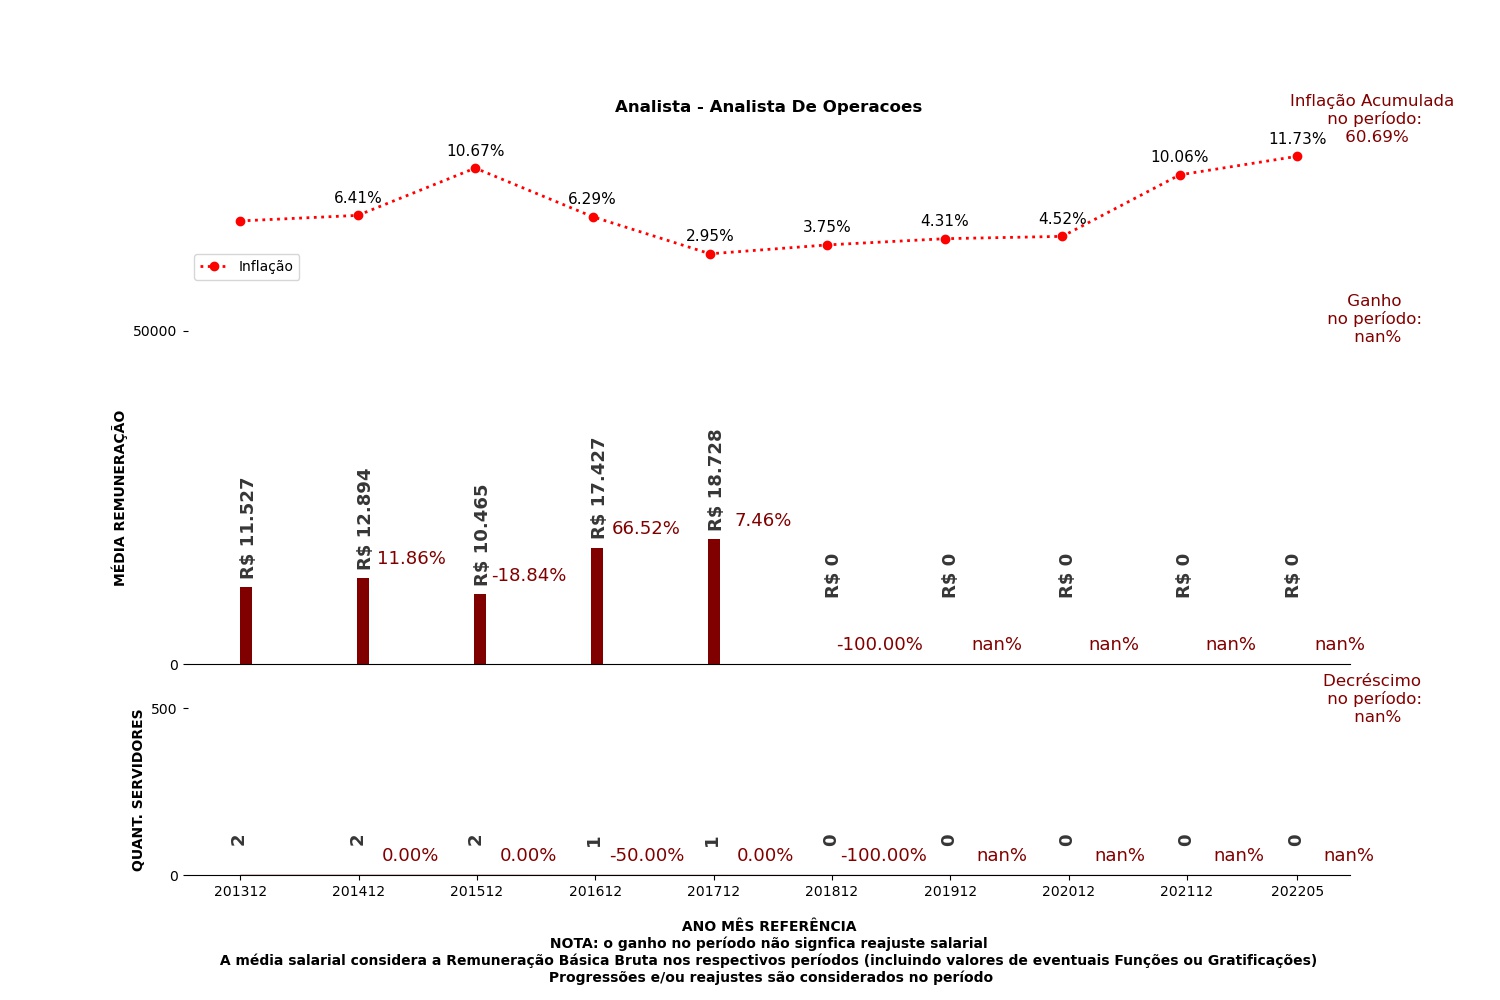 Analista - Analista De Operacoes
Inflação Acumulada
no período:
60.69%
6.41%
10.67%
6.29%
2.95%
3.75%
4.31%
4.52%
10.06%
11.73%
Inflação
Ganho
no período:
nan%
50000
0
MÉDIA REMUNERAÇÃO
R$ 11.527
R$ 12.894
R$ 10.465
R$ 17.427
R$ 18.728
R$ 0
R$ 0
R$ 0
R$ 0
R$ 0
11.86%
-18.84%
66.52%
7.46%
-100.00%
nan%
nan%
nan%
nan%
Decréscimo
no período:
nan%
500
0
QUANT. SERVIDORES
2
2
2
1
1
0
0
0
0
0
0.00%
0.00%
-50.00%
0.00%
-100.00%
nan%
nan%
nan%
nan%
201312
201412
201512
201612
201712
201812
201912
202012
202112
202205
ANO MÊS REFERÊNCIA
NOTA: o ganho no período não signfica reajuste salarial
A média salarial considera a Remuneração Básica Bruta nos respectivos períodos (incluindo valores de eventuais Funções ou Gratificações)
Progressões e/ou reajustes são considerados no período